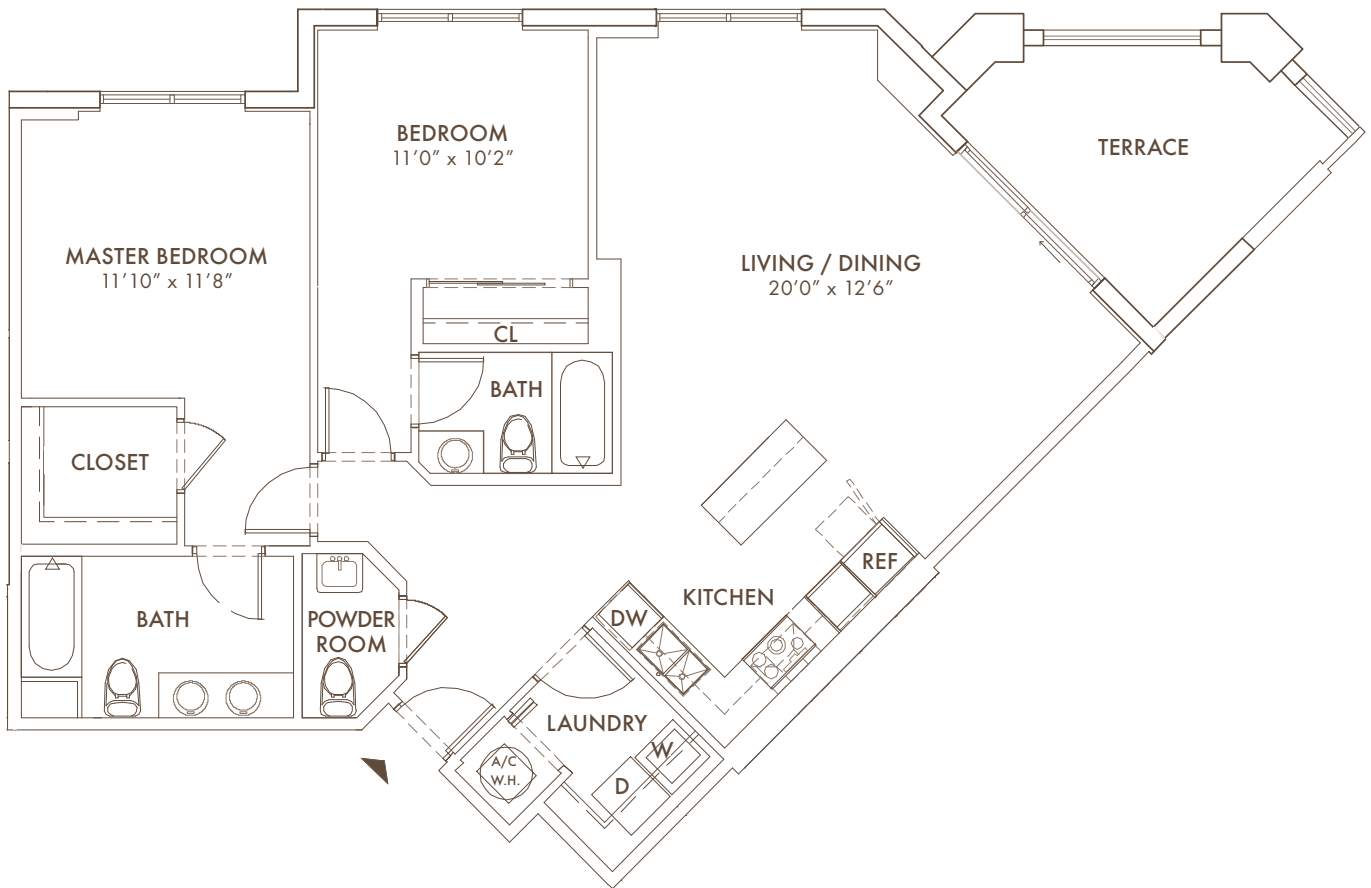 BEDROOM
11’0” x 10’2”
TERRACE
MASTER BEDROOM
11’10” x 11’8”
LIVING / DINING
20’0” x 12’6”
CL
BATH
CLOSET
REF
KITCHEN
DW
BATH
POWDER
ROOM
LAUNDRY
W
A/C
W.H.
D